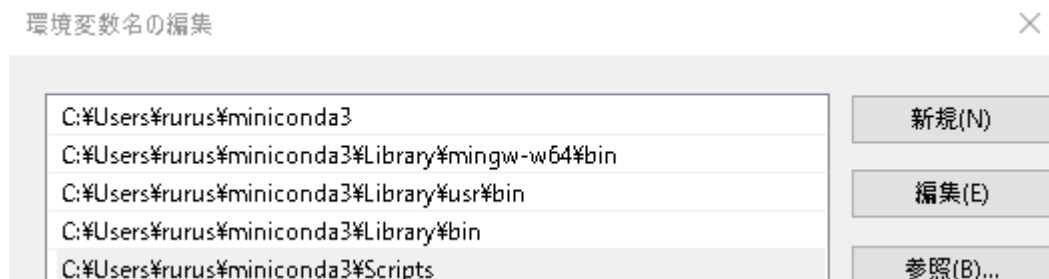 環境変数名の編集
C:¥Users¥rurus¥miniconda3
新規(N)
C:¥Users¥rurus¥miniconda3¥Library¥mingw-w64¥bin
C:¥Users¥rurus¥miniconda3¥Library¥usr¥bin
編集(E)
C:¥Users¥rurus¥miniconda3¥Library¥bin
C:¥Users¥rurus¥miniconda3¥Scripts
参照(B)...